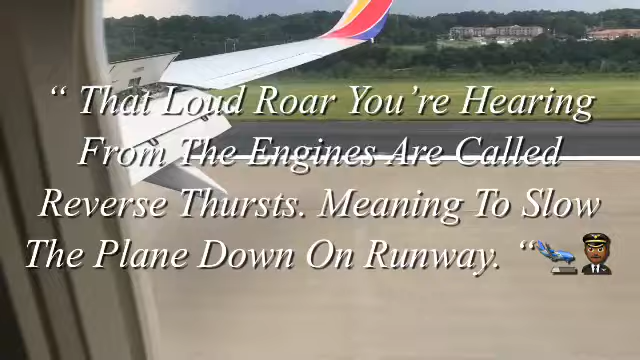 “ That Loud Roar You’re Hearing
From The Engines Are Called
Reverse Thursts. Meaning To Slow
The Plane Down On Runway. “